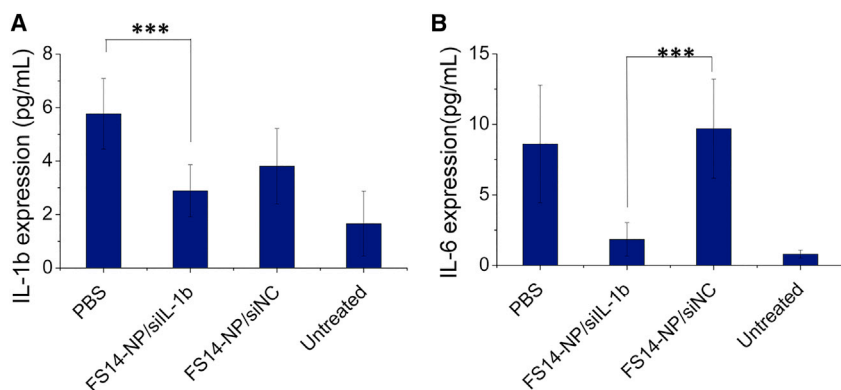 A
IL-1b expression (pg/mL)
8
6
4
2
0
***
PBS
FS14-NP/siIL-1b
FS14-NP/siNC
Untreated
B
IL-6 expression(pg/mL)
15
10
5
0
***
PBS
FS14-NP/siIL-1b
FS14-NP/siNC
Untreated